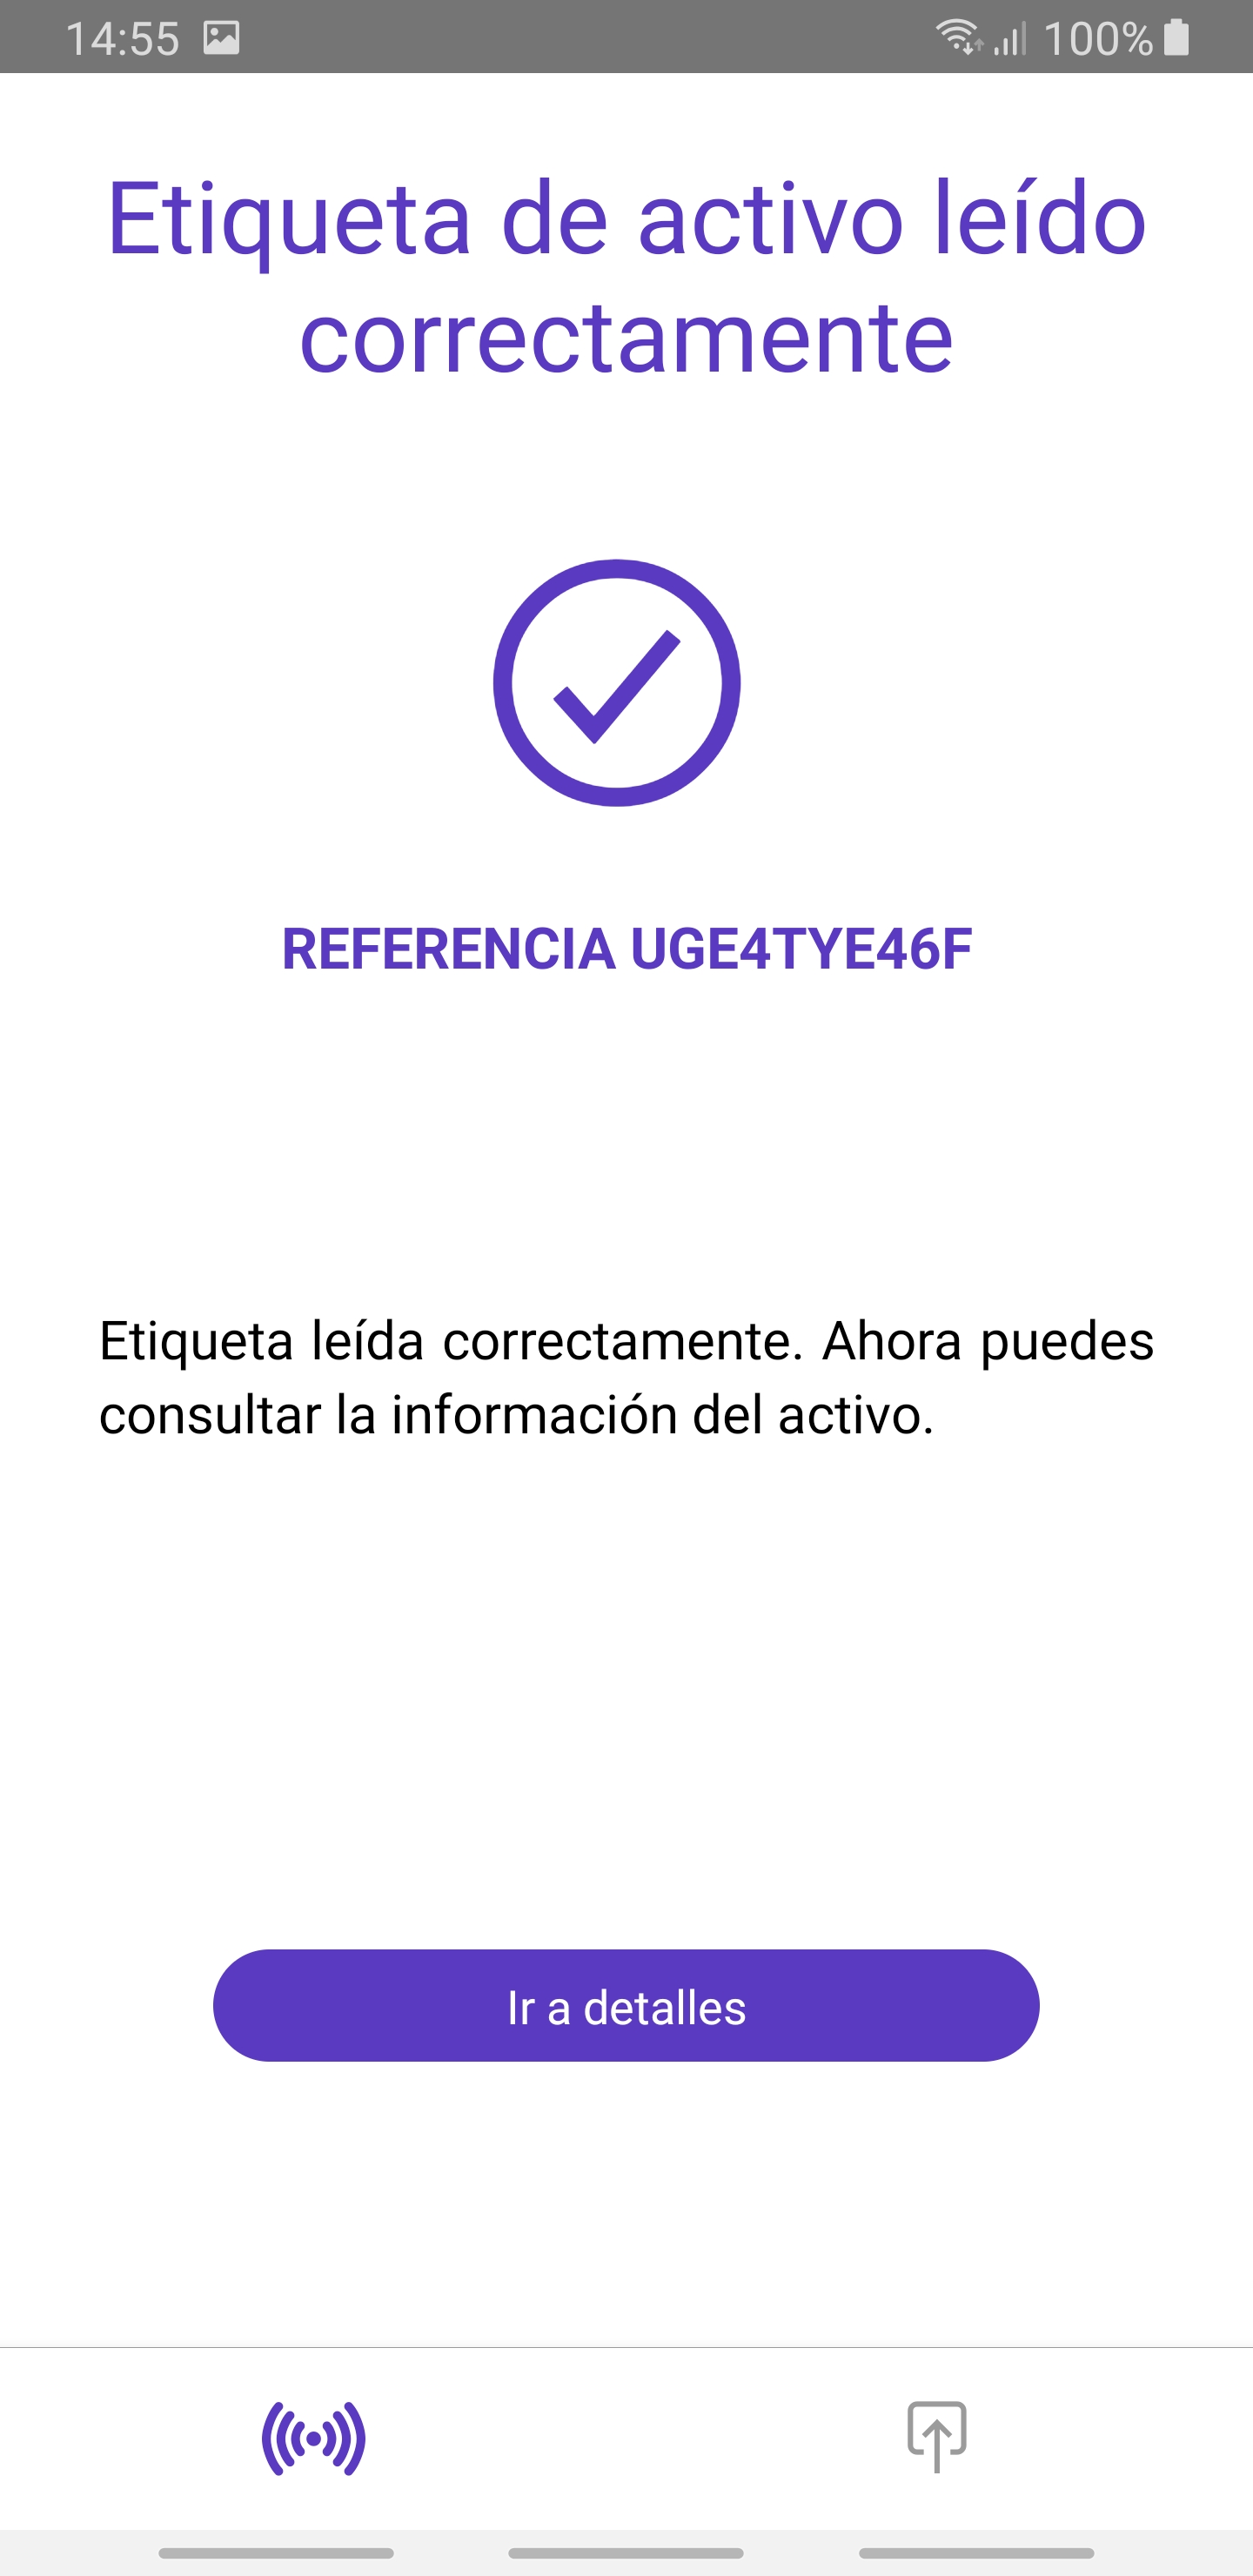 14:55
100%
Etiqueta de activo leído
correctamente
REFERENCIA UGE4TYE46F
Etiqueta leída correctamente. Ahora puedes
consultar la información del activo.
Ir a detalles